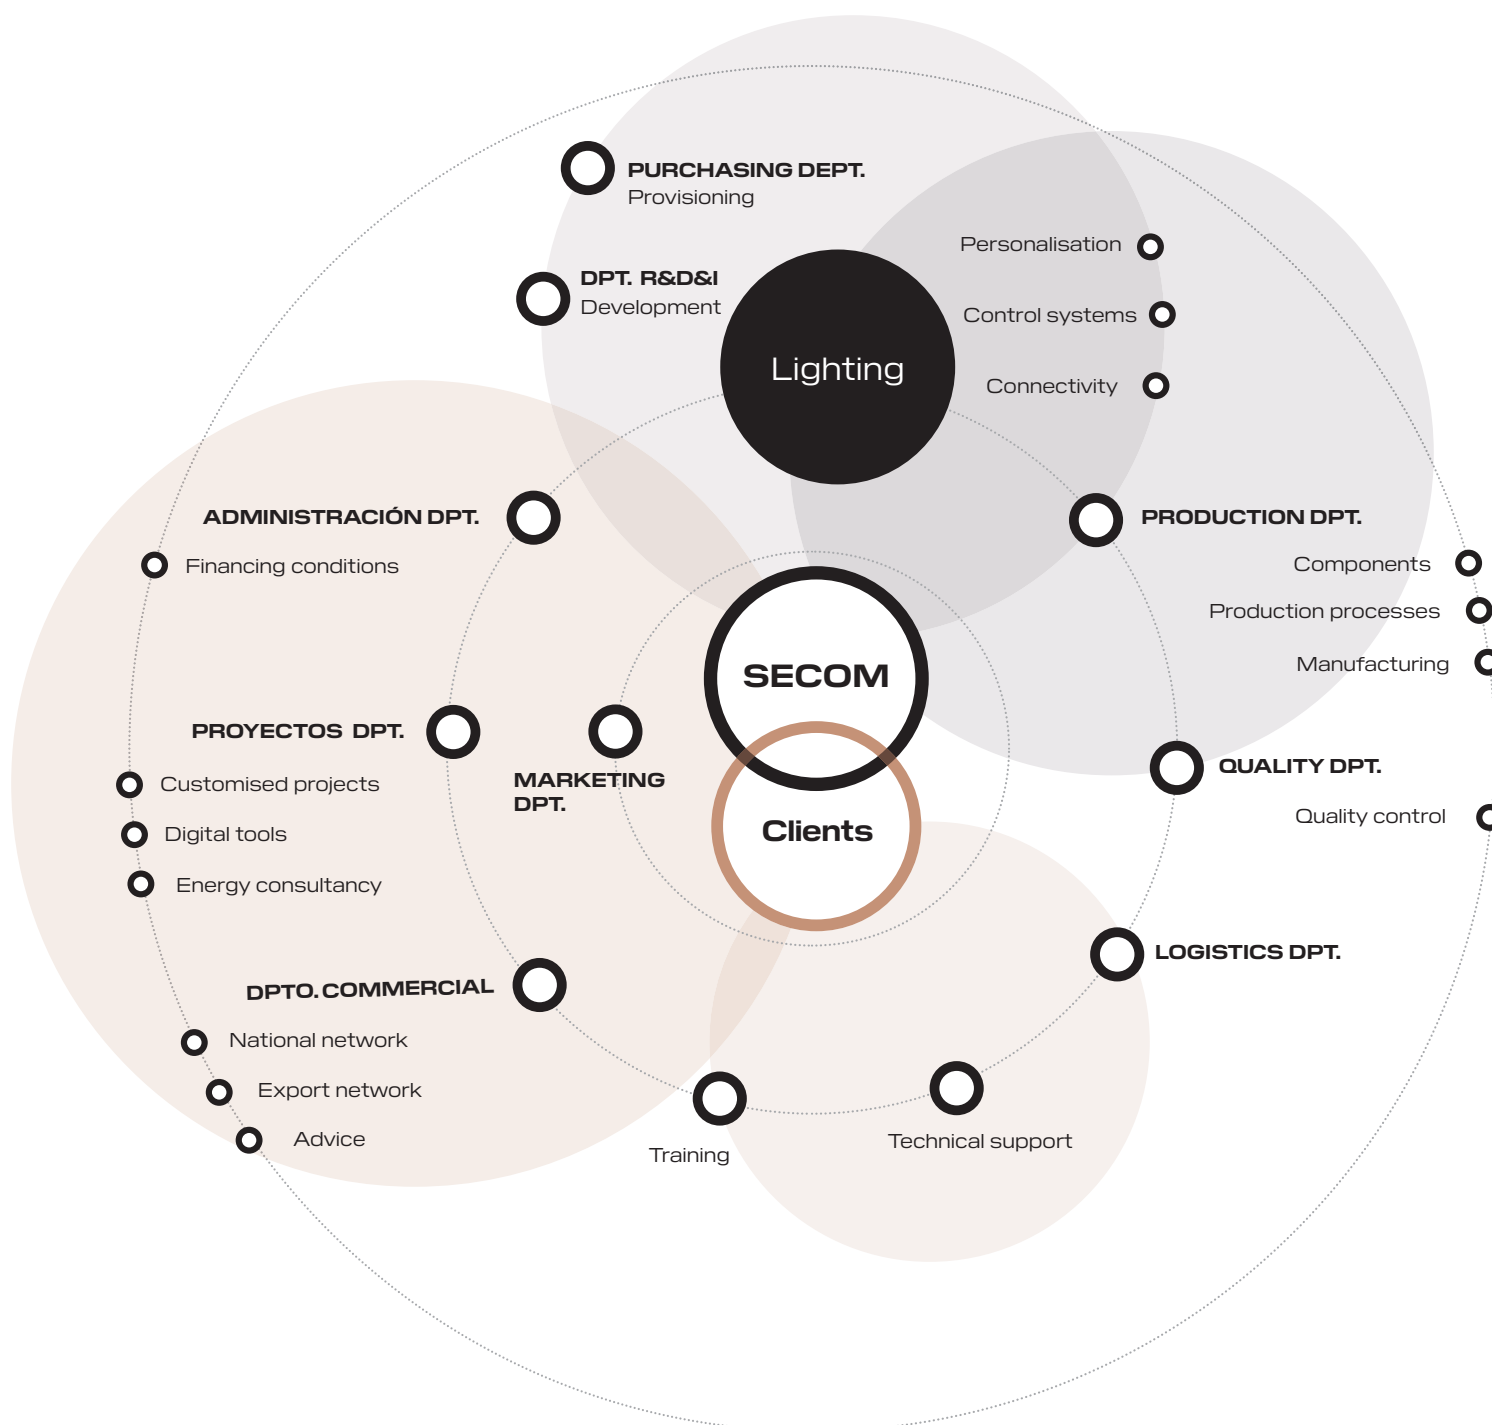 PURCHASING DEPT.
Provisioning
DPT. R&D&I
Development
Lighting
Personalisation
Control systems
Connectivity
ADMINISTRACIÓN DPT.
Financing conditions
PRODUCTION DPT.
Components
Production processes
Manufacturing
SECOM
Clients
PROYECTOS DPT.
Customised projects
Digital tools
Energy consultancy
MARKETING
DPT.
QUALITY DPT.
Quality control
DPTO. COMMERCIAL
National network
Export network
Advice
LOGISTICS DPT.
Training
Technical support